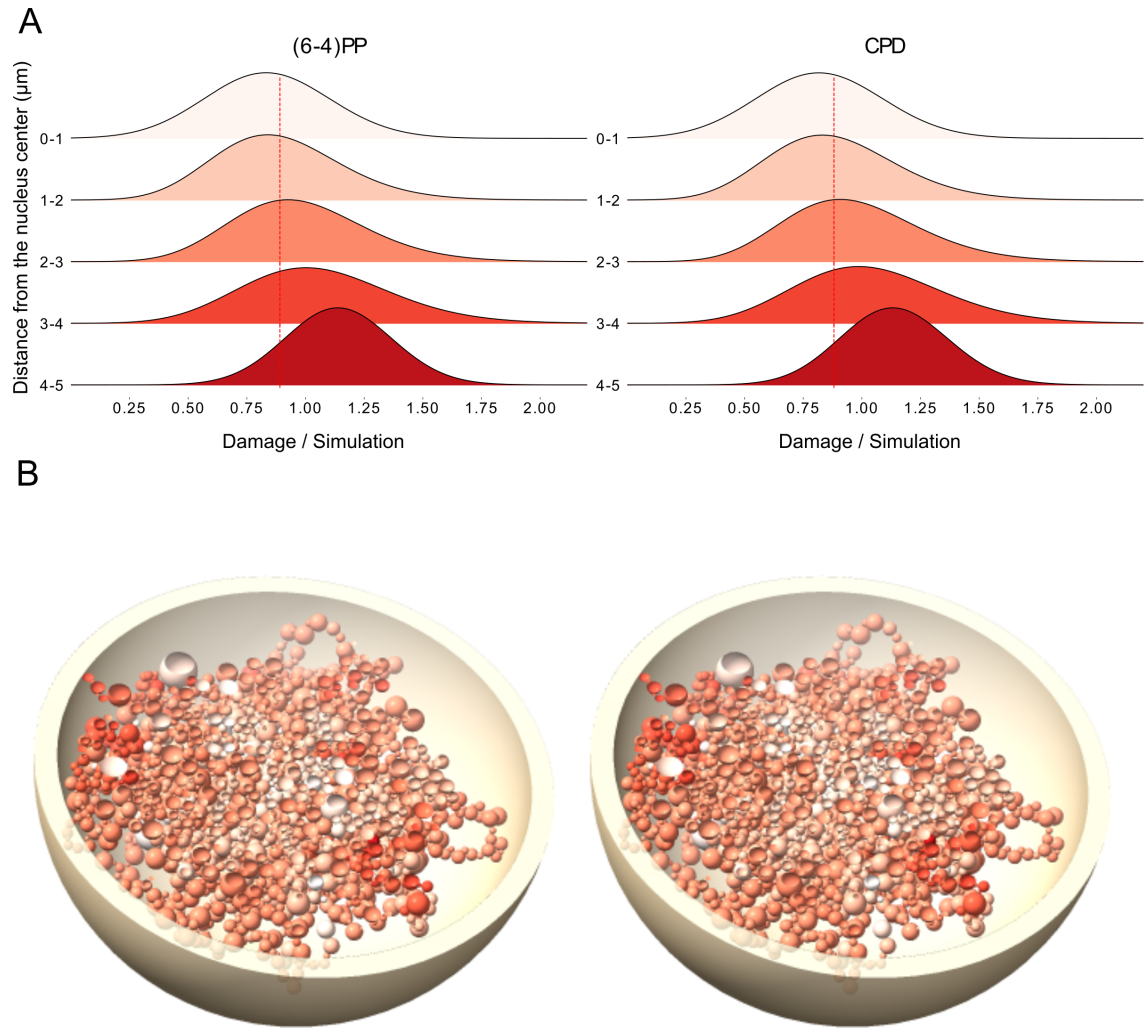 A
(6-4)PP
CPD
Distance from the nucleus center (μm)
0-1
0-1
1-2
1-2
2-3
2-3
3-4
3-4
4-5
4-5
0.25 0.50 0.75 1.00 1.25 1.50 1.75 2.00
0.25 0.50 0.75 1.00 1.25 1.50 1.75 2.00
Damage / Simulation
Damage / Simulation
B